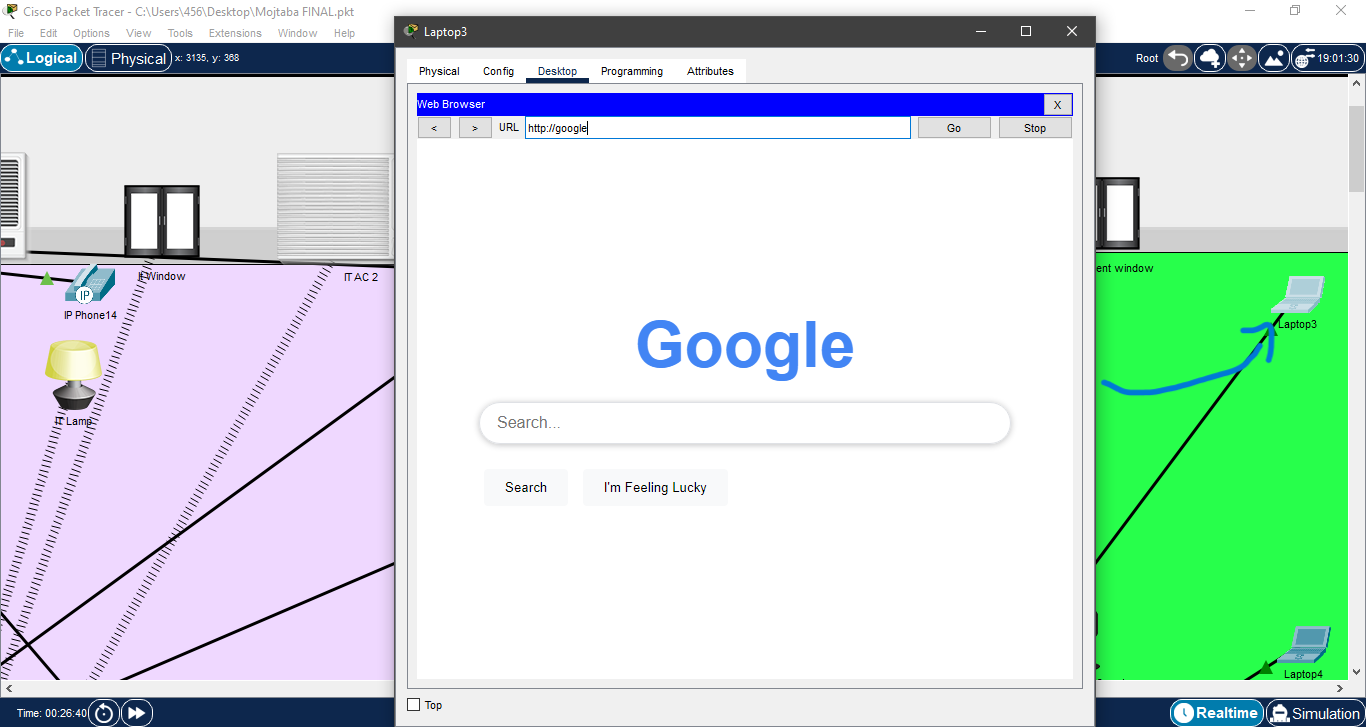 Cisco Packet Tracer - C:\Users\456\Desktop\Mojtaba FINAL.pkt
File Edit Options View Tools Extensions Window Help
Logical Physical x: 3135, y: 368
Root 19:01:30
Laptop3
Physical Config Desktop Programming Attributes
Web Browser X
< > URL http://google Go Stop
Google
Search...
Search I'm Feeling Lucky
It Window
IT AC 2
IP
IP Phone14
IT Lamp
ent window
Laptop3
Laptop4
Top
Time: 00:26:40 Realtime Simulation